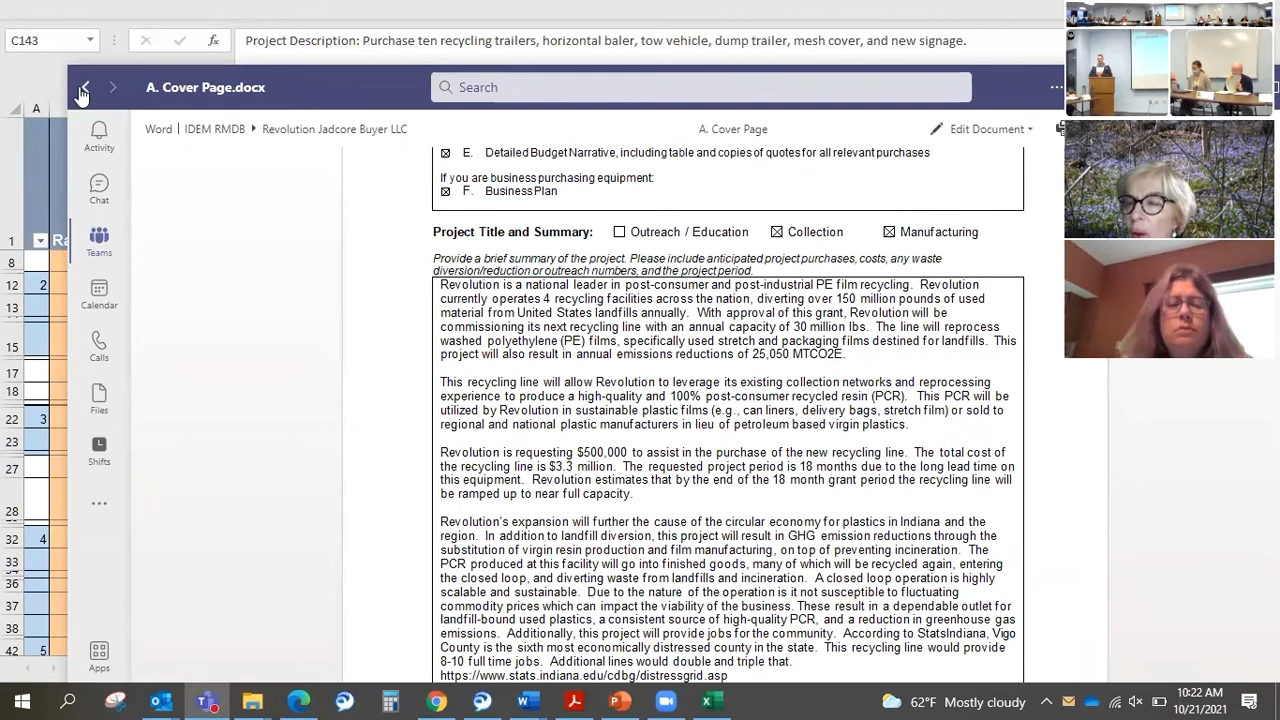 C143
fx
Project Description: Purchase ten recycling trailers, horizontal baler, tow vehicle, dump trailer, mesh cover, and new signage.
A. Cover Page.docx
Search
Word | IDEM RMDB Revolution Jadcore Buyer LLC
A. Cover Page
Edit Document
A
Activity
Chat
Teams
Calendar
Calls
Files
Shifts
Apps
1
Ra
8
12 2
13
15
17
18
22 3
23
27
28
32 4
33
36
37
38
42 5
E. Detailed Budget Narrative, including table and copies of quotes for all relevant purchases
If you are business purchasing equipment:
F. Business Plan
Project Title and Summary: Outreach / Education Collection Manufacturing
Provide a brief summary of the project. Please include anticipated project purchases, costs, any waste
diversion/reduction or outreach numbers, and the project period.
Revolution is a national leader in post-consumer and post-industrial PE film recycling. Revolution
currently operates 4 recycling facilities across the nation, diverting over 150 million pounds of used
material from United States landfills annually. With approval of this grant, Revolution will be
commissioning its next recycling line with an annual capacity of 30 million lbs. The line will reprocess
washed polyethylene (PE) films, specifically used stretch and packaging films destined for landfills. This
project will also result in annual emissions reductions of 25,050 MTCO2E.
This recycling line will allow Revolution to leverage its existing collection networks and reprocessing
experience to produce a high-quality and 100% post-consumer recycled resin (PCR). This PCR will be
utilized by Revolution in sustainable plastic films (e.g., can liners, delivery bags, stretch film) or sold to
regional and national plastic manufacturers in lieu of petroleum based virgin plastics.
Revolution is requesting $500,000 to assist in the purchase of the new recycling line. The total cost of
the recycling line is $3.3 million. The requested project period is 18 months due to the long lead time on
this equipment. Revolution estimates that by the end of the 18 month grant period the recycling line will
be ramped up to near full capacity.
Revolution's expansion will further the cause of the circular economy for plastics in Indiana and the
region. In addition to landfill diversion, this project will result in GHG emission reductions through the
substitution of virgin resin production and film manufacturing, on top of preventing incineration. The
PCR produced at this facility will go into finished goods, many of which will be recycled again, entering
the closed loop, and diverting waste from landfills and incineration. A closed loop operation is highly
scalable and sustainable. Due to the nature of the operation is it not susceptible to fluctuating
commodity prices which can impact the viability of the business. These result in a dependable outlet for
landfill-bound used plastics, a consistent source of high-quality PCR, and a reduction in greenhouse gas
emissions. Additionally, this project will provide jobs for the community. According to StatsIndiana, Vigo
County is the sixth most economically distressed county in the state. This recycling line would provide
8-10 full time jobs. Additional lines would double and triple that.
https://www.stats.indiana.edu/cdbg/distressgrid.asp
62°F Mostly cloudy
10:22 AM
10/21/2021